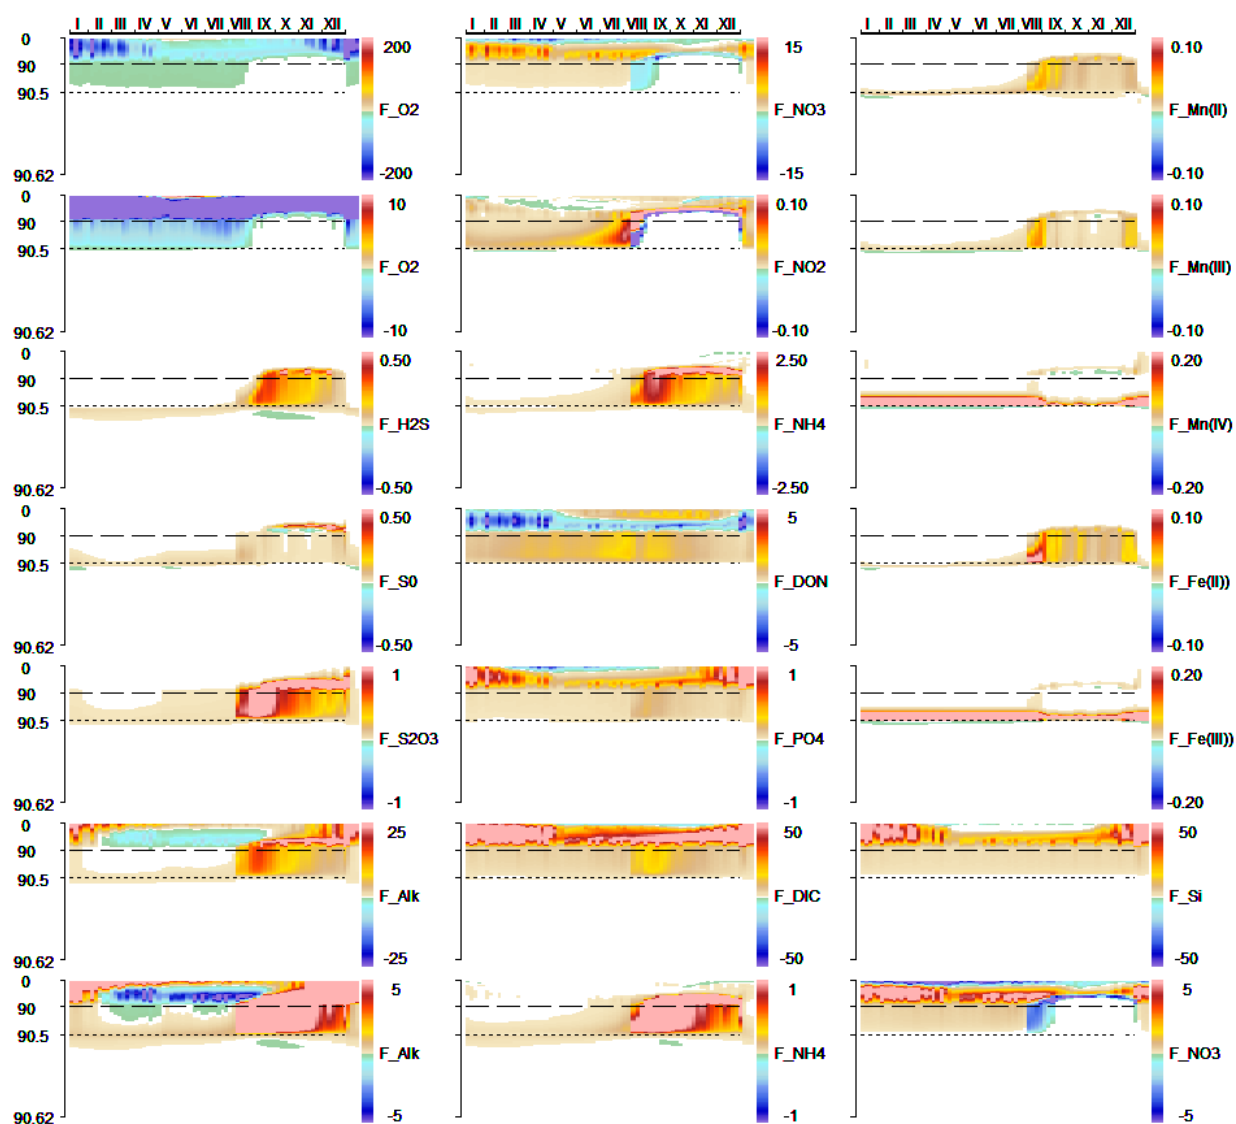 I II III IV V VI VII VIII IX X XI XII I II III IV V VI VII VIII IX X XI XII I II III IV V VI VII VIII IX X XI XII
0 200 15 0.10
90
F_O2 F_NO3 F_Mn(II)
90.5
90.62 -200 -15 -0.10
0 10 0.10 0.10
90
90.5
F_O2 F_NO2 F_Mn(III)
90.62 -10 -0.10 -0.10
0 0.50 2.50 0.20
90
90.5
F_H2S F_NH4 F_Mn(IV)
90.62 -0.50 -2.50 -0.20
0 0.50 5 0.10
90
90.5
F_S0 F_DON F_Fe(II))
90.62 -0.50 -5 -0.10
0 1 1 0.20
90
90.5
F_S2O3 F_PO4 F_Fe(III))
90.62 -1 -1 -0.20
0 25 50 50
90
90.5
F_Alk F_DIC F_Si
90.62 -25 -50 -50
0 5 1 5
90
90.5
F_Alk F_NH4 F_NO3
90.62 -5 -1 -5